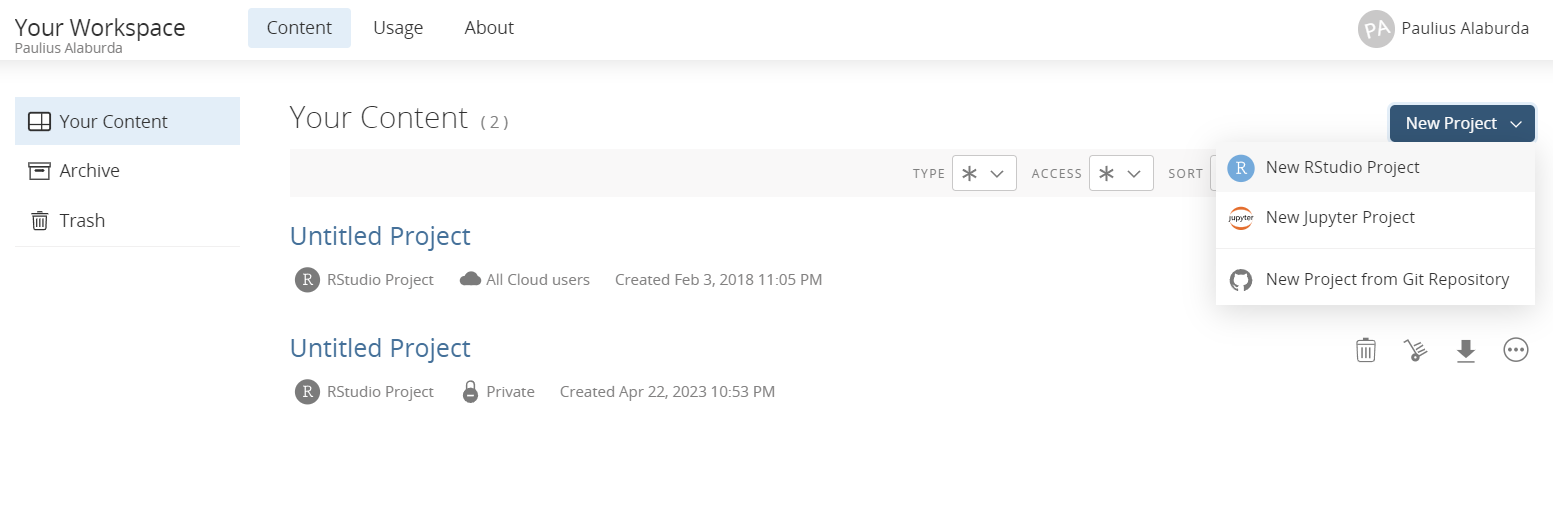 Your Workspace
Paulius Alaburda
Content Usage About
PA Paulius Alaburda
Your Content
Archive
Trash
Your Content ( 2 )
New Project
TYPE ACCESS SORT
R New RStudio Project
jupyter New Jupyter Project
New Project from Git Repository
Untitled Project
R RStudio Project All Cloud users Created Feb 3, 2018 11:05 PM
Untitled Project
R RStudio Project Private Created Apr 22, 2023 10:53 PM